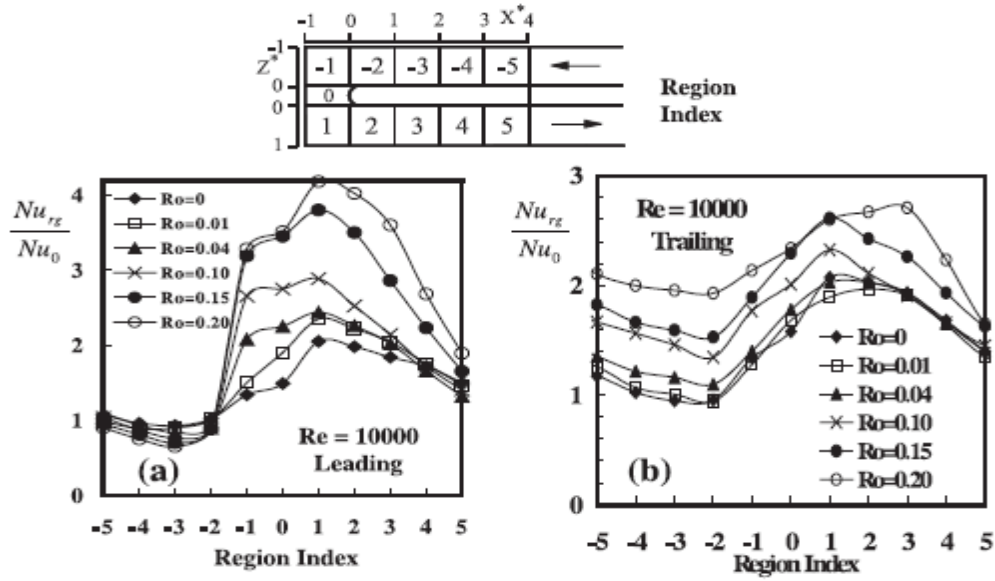 -1 0 1 2 3 X* 4
-1
Z*
0
0
1
-1 -2 -3 -4 -5
0
1 2 3 4 5
Region
Index
Nu_rg
Nu_0
4
3
2
1
0
Ro=0
Ro=0.01
Ro=0.04
Ro=0.10
Ro=0.15
Ro=0.20
Re = 10000
Leading
(a)
-5 -4 -3 -2 -1 0 1 2 3 4 5
Region Index
Nu_rg
Nu_0
3
2
1
0
Re = 10000
Trailing
Ro=0
Ro=0.01
Ro=0.04
Ro=0.10
Ro=0.15
Ro=0.20
(b)
-5 -4 -3 -2 -1 0 1 2 3 4 5
Region Index